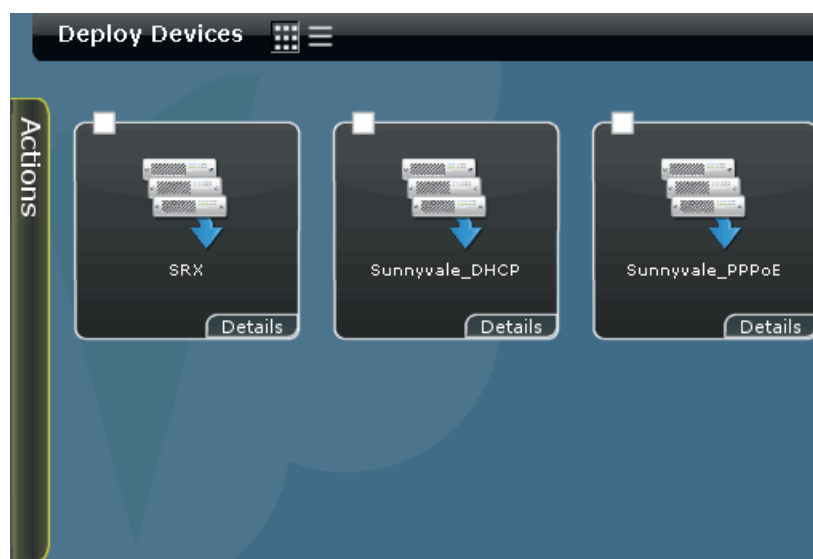 Deploy Devices
Actions
SRX
Details
Sunnyvale_DHCP
Details
Sunnyvale_PPPoE
Details